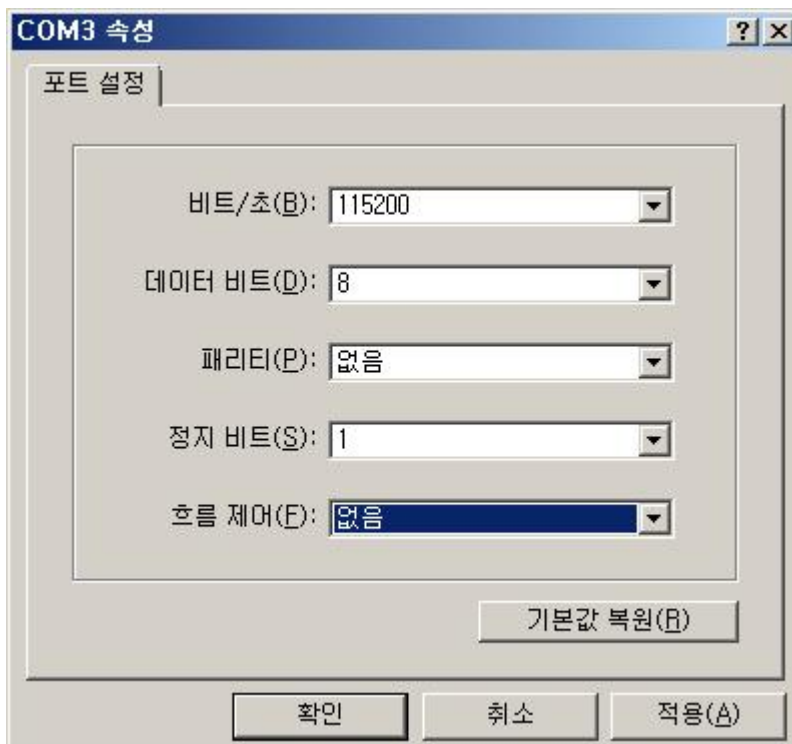 COM3 속성
포트 설정
비트/초(B): 115200
데이터 비트(D): 8
패리티(P): 없음
정지 비트(S): 1
흐름 제어(F): 없음
기본값 복원(R)
확인 취소 적용(A)